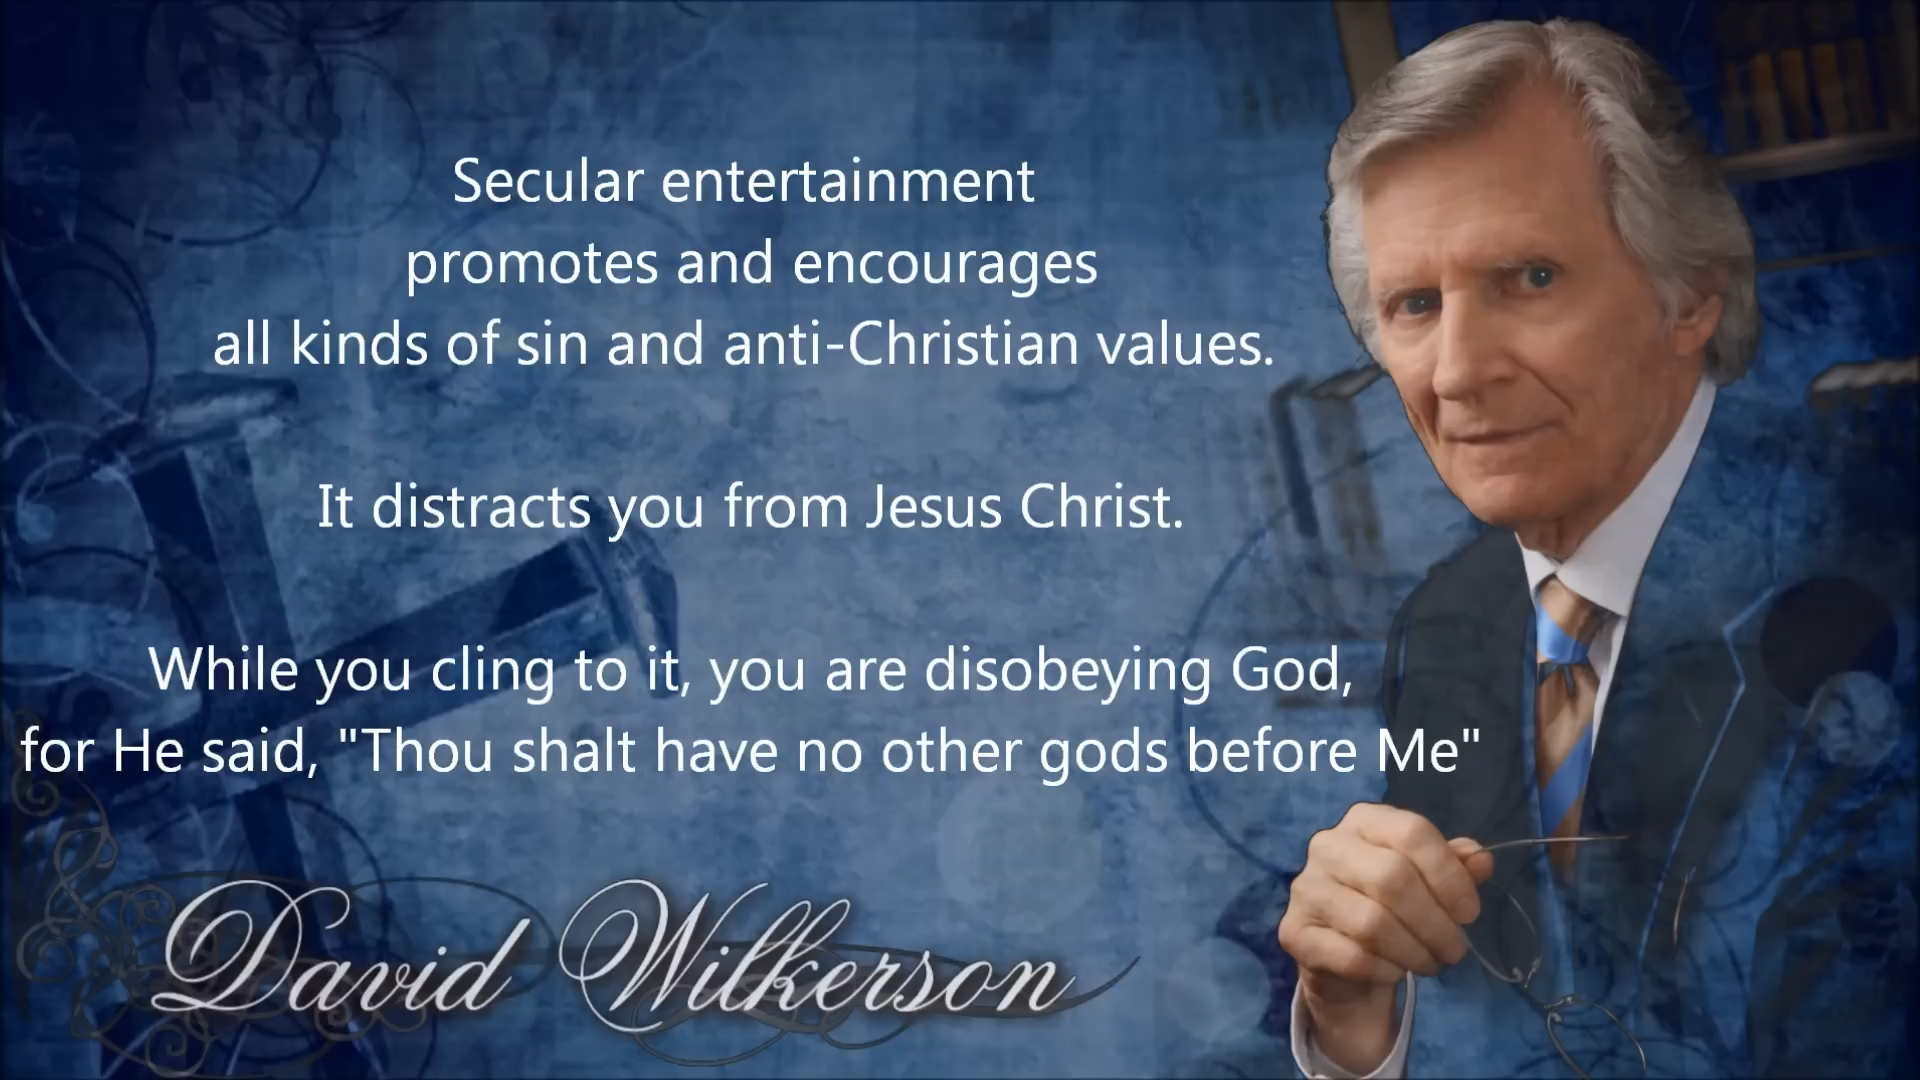 Secular entertainment
promotes and encourages
all kinds of sin and anti-Christian values.
It distracts you from Jesus Christ.
While you cling to it, you are disobeying God,
for He said, "Thou shalt have no other gods before Me"
David Wilkerson